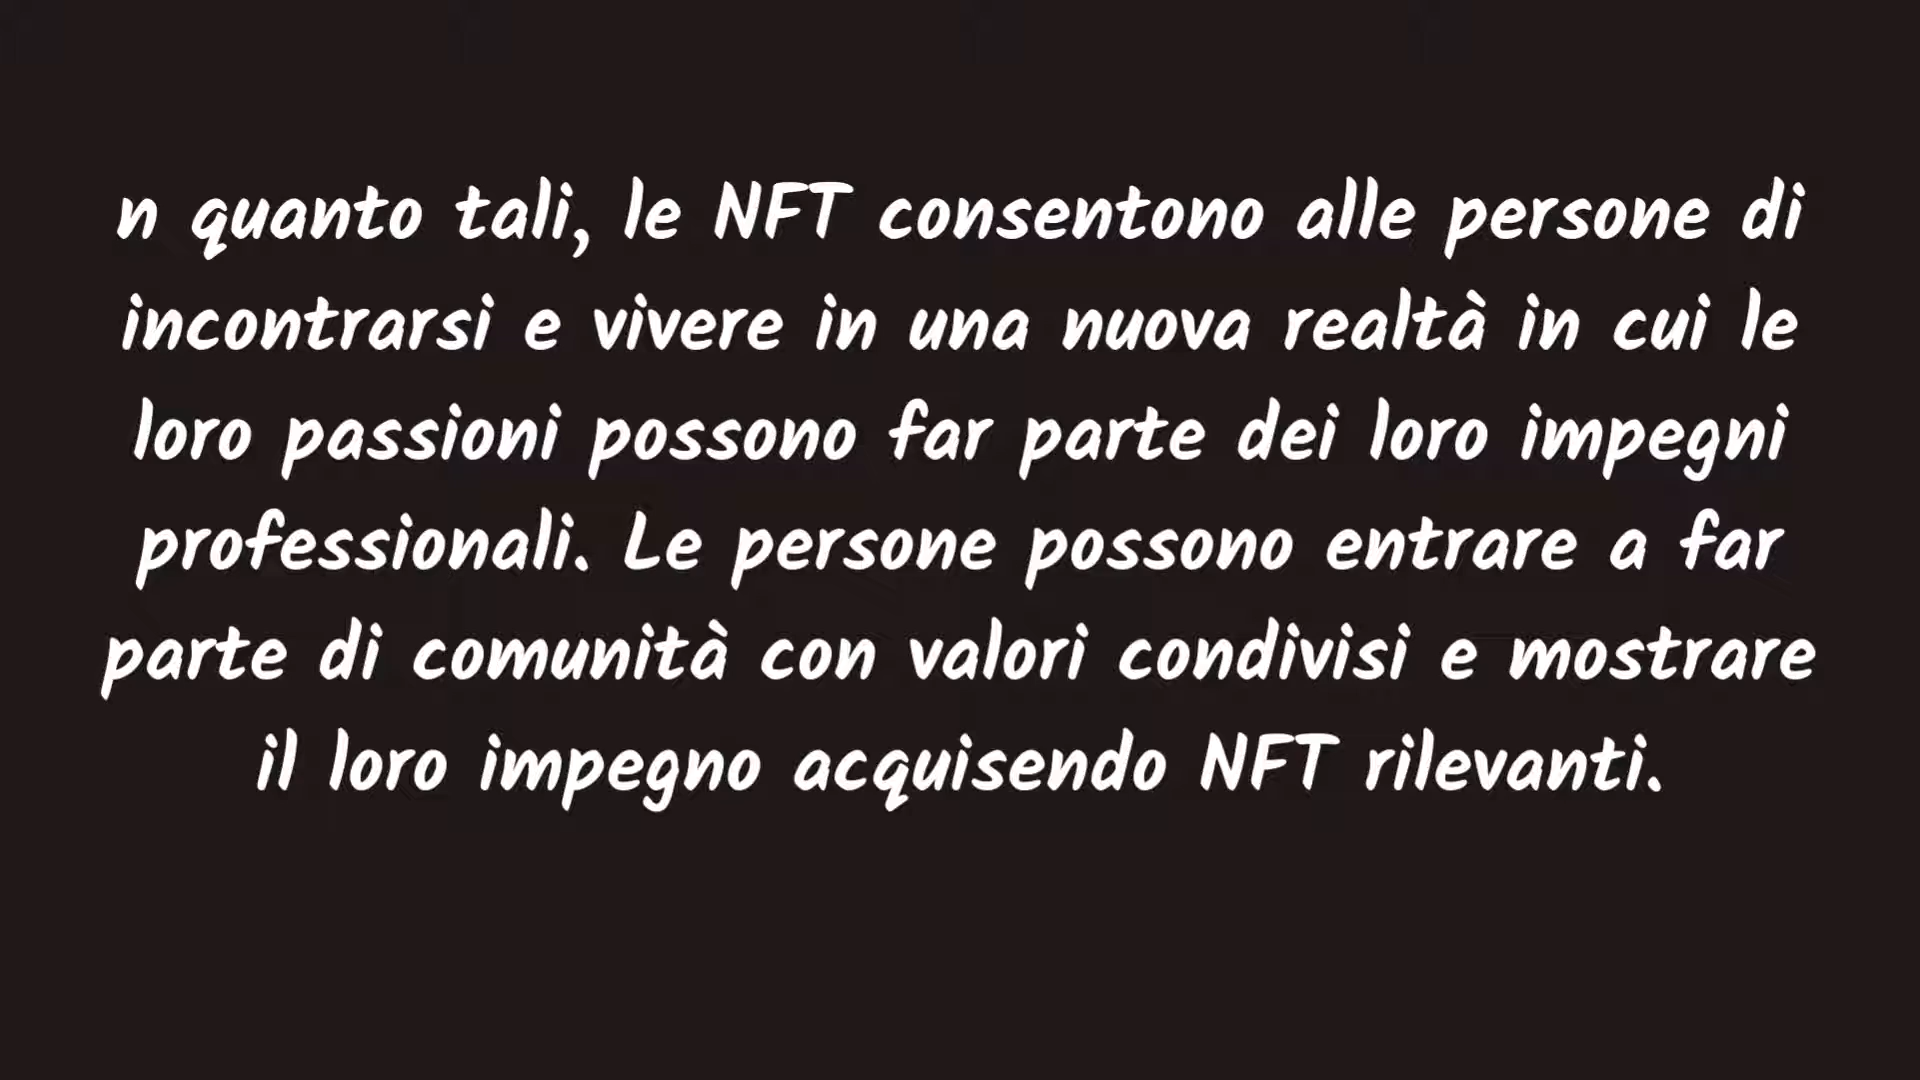 n quanto tali, le NFT consentono alle persone di
incontrarsi e vivere in una nuova realtà in cui le
loro passioni possono far parte dei loro impegni
professionali. Le persone possono entrare a far
parte di comunità con valori condivisi e mostrare
il loro impegno acquisendo NFT rilevanti.